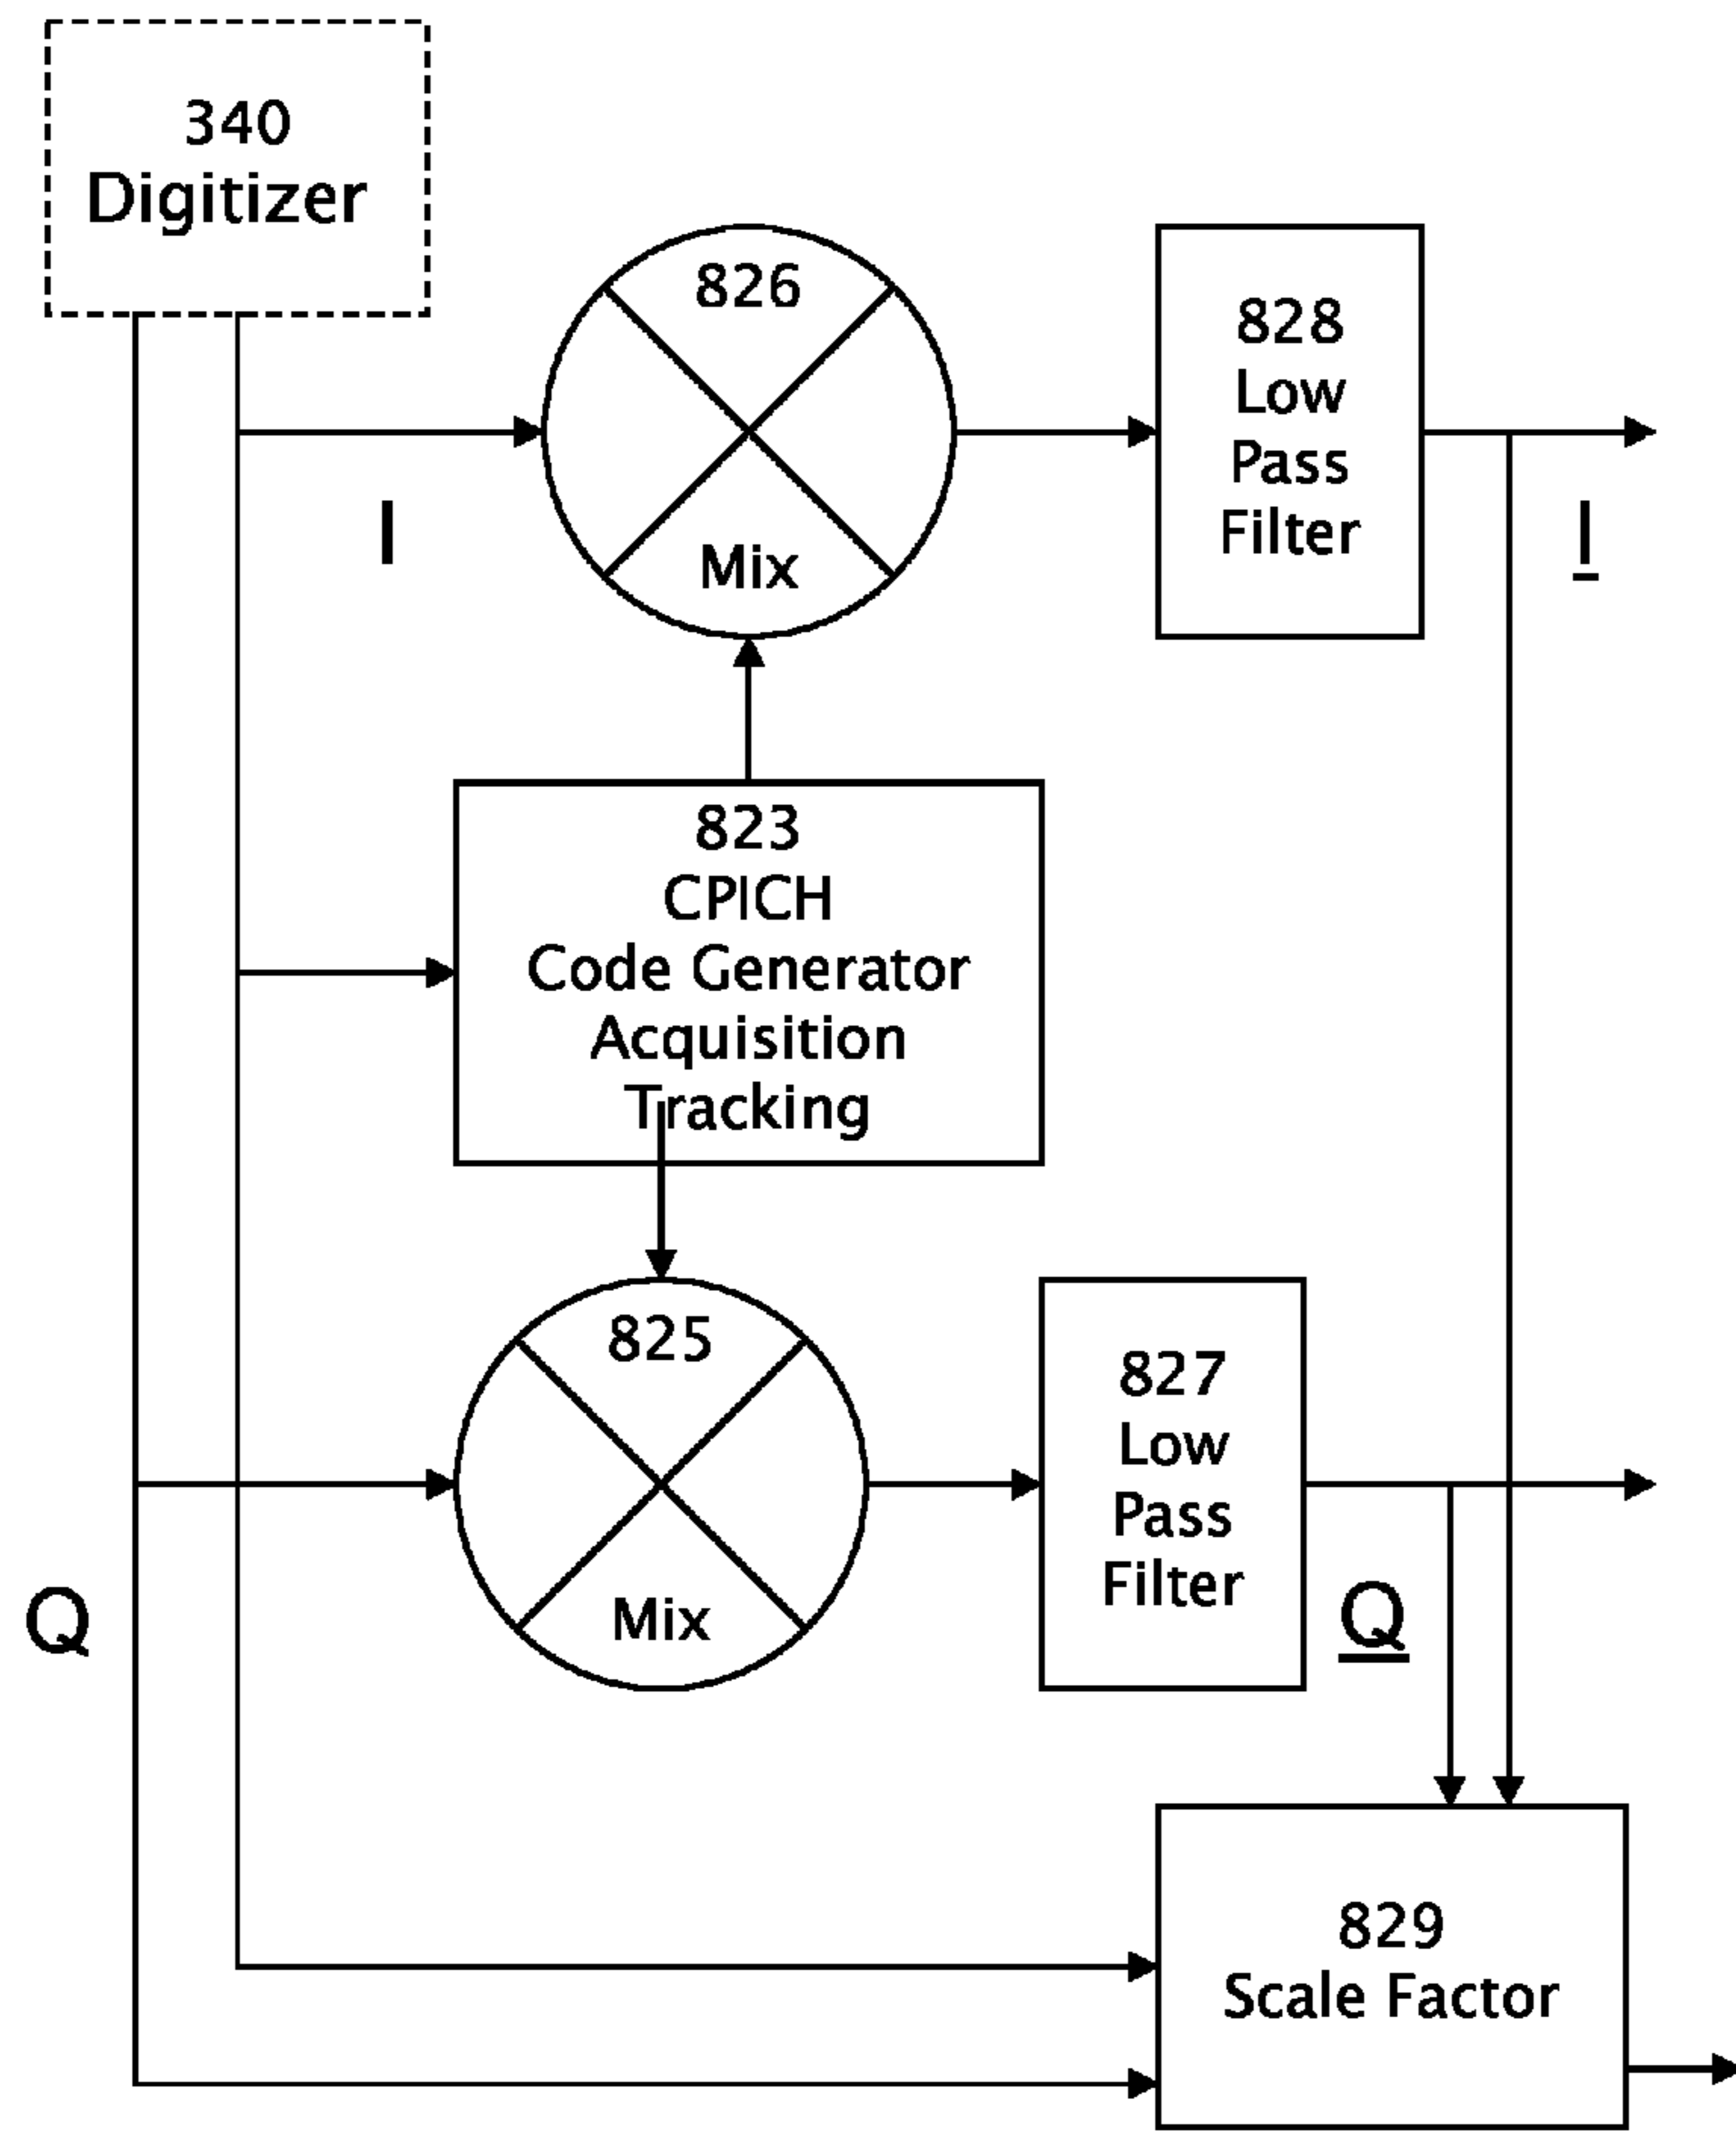 340
Digitizer
826
Mix
828
Low
Pass
Filter
I
I
823
CPICH
Code Generator
Acquisition
Tracking
825
Mix
827
Low
Pass
Filter
Q
Q
829
Scale Factor